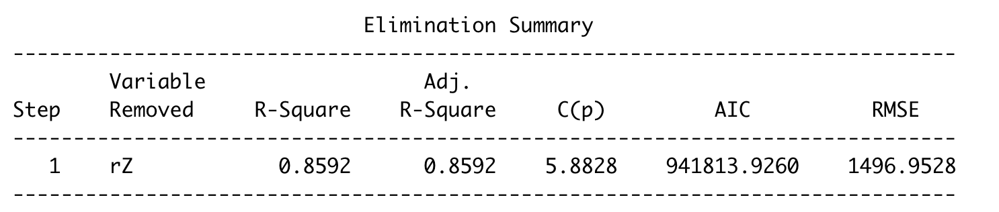 Elimination Summary
--------------------------------------------------------------------------------
Variable Adj.
Step Removed R-Square R-Square C(p) AIC RMSE
--------------------------------------------------------------------------------
1 rZ 0.8592 0.8592 5.8828 941813.9260 1496.9528
--------------------------------------------------------------------------------